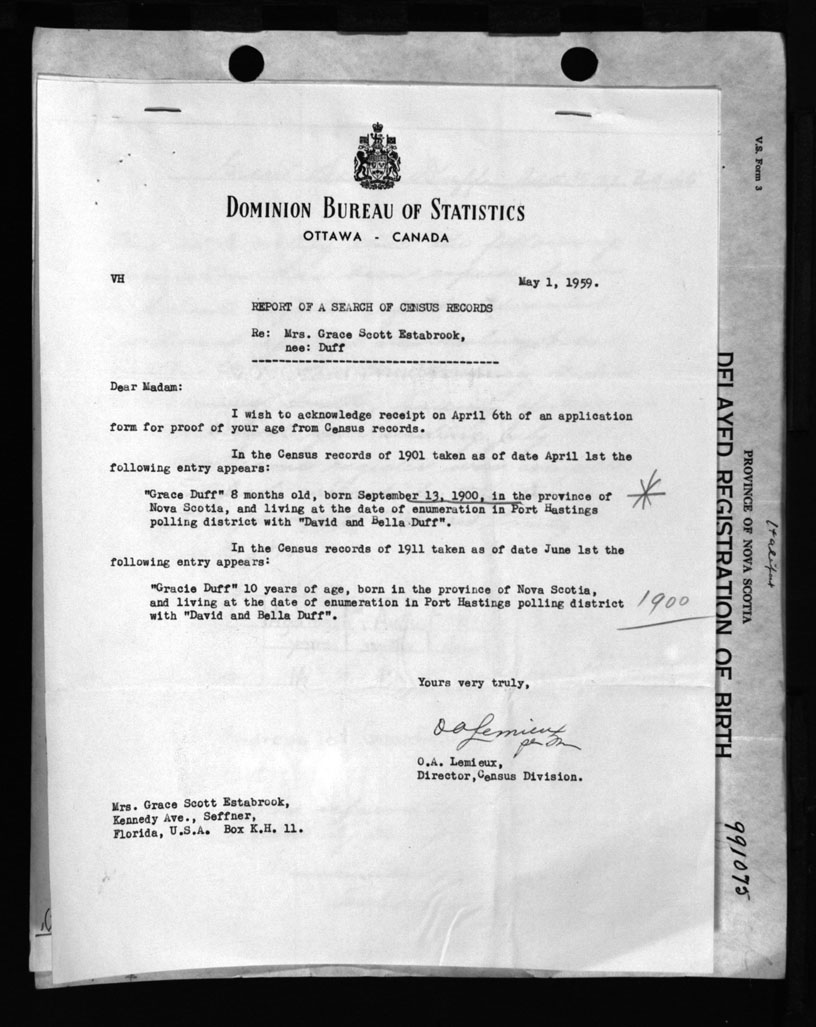 DOMINION BUREAU OF STATISTICS
OTTAWA - CANADA
VH
May 1, 1959.
REPORT OF A SEARCH OF CENSUS RECORDS
Re: Mrs. Grace Scott Estabrook,
nee: Duff
Dear Madam:
I wish to acknowledge receipt on April 6th of an application
form for proof of your age from Census records.
In the Census records of 1901 taken as of date April 1st the
following entry appears:
"Grace Duff" 8 months old, born September 13, 1900, in the province of
Nova Scotia, and living at the date of enumeration in Port Hastings
polling district with "David and Bella Duff".
In the Census records of 1911 taken as of date June 1st the
following entry appears:
"Gracie Duff" 10 years of age, born in the province of Nova Scotia,
and living at the date of enumeration in Port Hastings polling district
with "David and Bella Duff".
1900
Yours very truly,
O A Lemieux
per
O.A. Lemieux,
Director, Census Division.
Mrs. Grace Scott Estabrook,
Kennedy Ave., Seffner,
Florida, U.S.A. Box K.H. 11.
V.S. Form 3
PROVINCE OF NOVA SCOTIA
DELAYED REGISTRATION OF BIRTH
991075